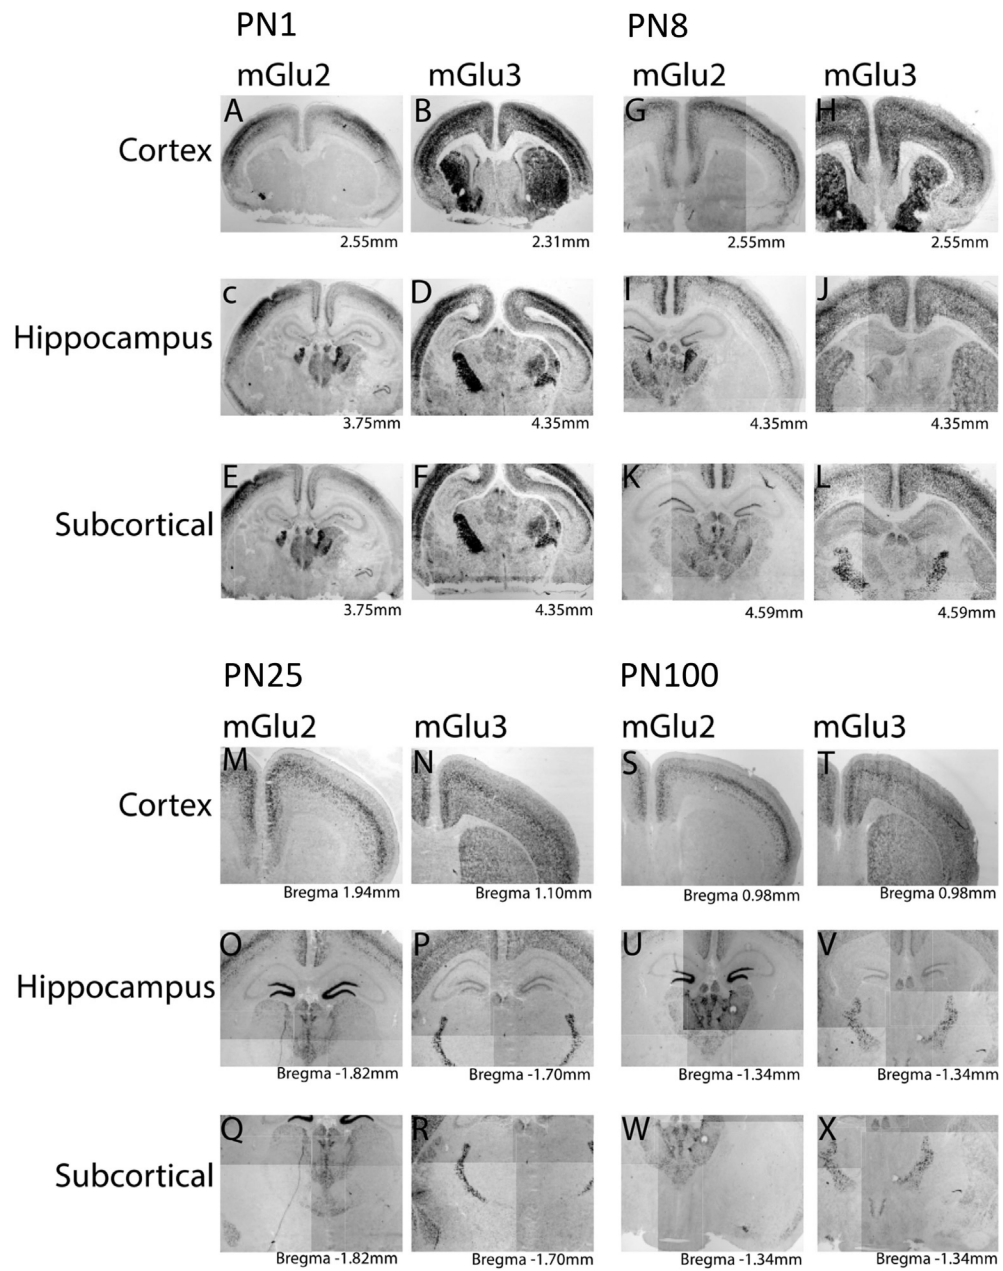 PN1 PN8
mGlu2 mGlu3 mGlu2 mGlu3
A B G H
Cortex
2.55mm 2.31mm 2.55mm 2.55mm
c D I J
Hippocampus
3.75mm 4.35mm 4.35mm 4.35mm
E F K L
Subcortical
3.75mm 4.35mm 4.59mm 4.59mm
PN25 PN100
mGlu2 mGlu3 mGlu2 mGlu3
M N S T
Cortex
Bregma 1.94mm Bregma 1.10mm Bregma 0.98mm Bregma 0.98mm
O P U V
Hippocampus
Bregma -1.82mm Bregma -1.70mm Bregma -1.34mm Bregma -1.34mm
Q R W X
Subcortical
Bregma -1.82mm Bregma -1.70mm Bregma -1.34mm Bregma -1.34mm